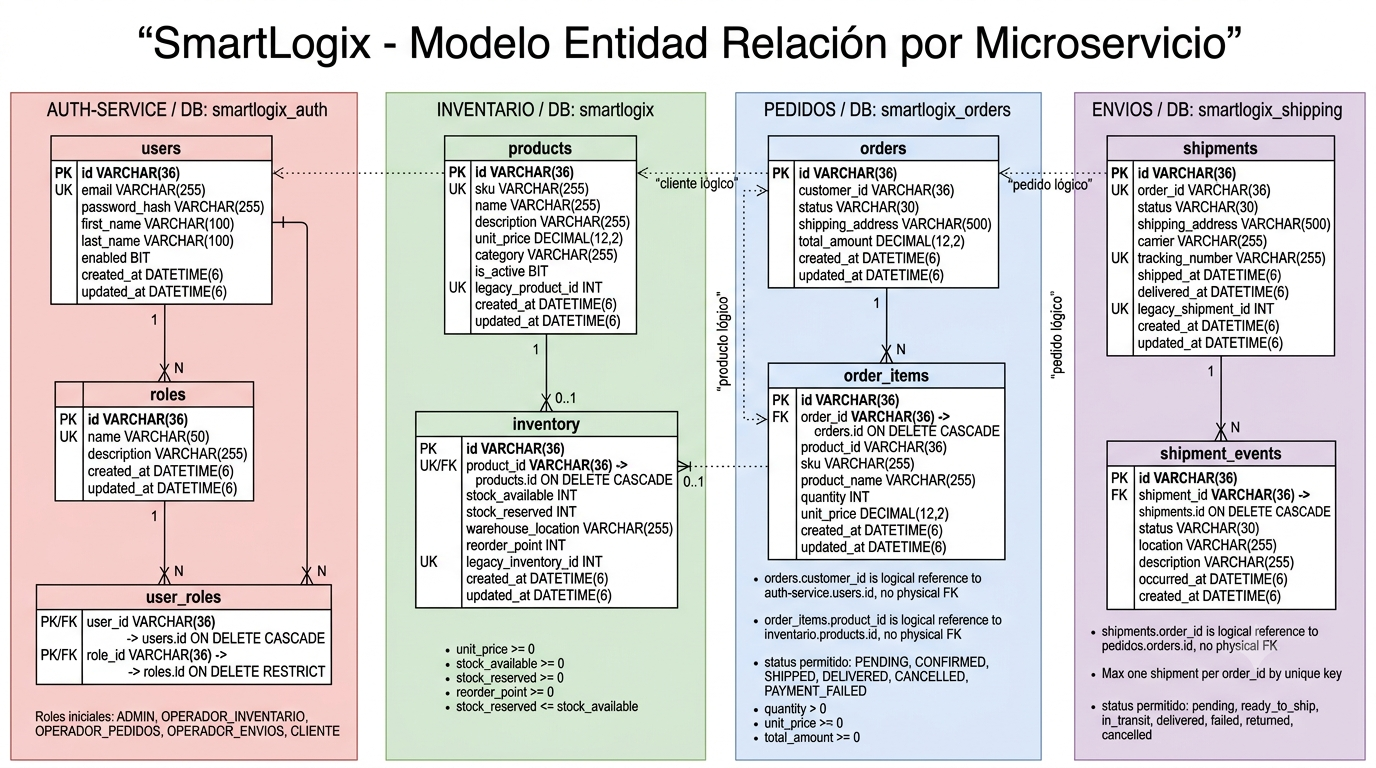 “SmartLogix - Modelo Entidad Relación por Microservicio”
AUTH-SERVICE / DB: smartlogix_auth
users
PK id VARCHAR(36)
UK email VARCHAR(255)
password_hash VARCHAR(255)
first_name VARCHAR(100)
last_name VARCHAR(100)
enabled BIT
created_at DATETIME(6)
updated_at DATETIME(6)
1
N
roles
PK id VARCHAR(36)
UK name VARCHAR(50)
description VARCHAR(255)
created_at DATETIME(6)
updated_at DATETIME(6)
1
N
N
user_roles
PK/FK user_id VARCHAR(36)
-> users.id ON DELETE CASCADE
PK/FK role_id VARCHAR(36) ->
-> roles.id ON DELETE RESTRICT
Roles iniciales: ADMIN, OPERADOR_INVENTARIO,
OPERADOR_PEDIDOS, OPERADCR_ENVIOS, CLIENTE
INVENTARIO / DB: smartlogix
products
PK id VARCHAR(36)
UK sku VARCHAR(255)
name VARCHAR(255)
description VARCHAR(255)
unit_price DECIMAL(12,2)
category VARCHAR(255)
is_active BIT
UK legacy_product_id INT
created_at DATETIME(6)
updated_at DATETIME(6)
1
0..1
inventory
PK id VARCHAR(36)
UK/FK product_id VARCHAR(36) ->
products.id ON DELETE CASCADE
stock_available INT
stock_reserved INT
warehouse_location VARCHAR(255)
reorder_point INT
UK legacy_inventory_id INT
created_at DATETIME(6)
updated_at DATETIME(6)
0..1
• unit_price >= 0
• stock_available >= 0
• stock_reserved >= 0
• reorder_point >= 0
• stock_reserved <= stock_available
“cliente lógico”
“producto lógico”
PEDIDOS / DB: smartlogix_orders
orders
PK id VARCHAR(36)
customer_id VARCHAR(36)
status VARCHAR(30)
shipping_address VARCHAR(500)
total_amount DECIMAL(12,2)
created_at DATETIME(6)
updated_at DATETIME(6)
1
N
order_items
PK id VARCHAR(36)
FK order_id VARCHAR(36) ->
crders.id ON DELETE CASCADE
product_id VARCHAR(36)
sku VARCHAR(255)
product_name VARCHAR(255)
quantity INT
unit_price DECIMAL(12,2)
created_at DATETIME(6)
updated_at DATETIME(6)
• orders.customer_id is logical reference to
auth-service.users.id, no physical FK
• order_items.product_id is logical reference to
inventario.products.id, no physical FK
• status permitido: PENDING, CONFIRMED,
SHIPPED, DELIVERED, CANCELLED,
PAYMENT_FAILED
• quantity > 0
• unit_price >= 0
• total_amount >= 0
“pedido lógico”
“pedido lógico”
ENVIOS / DB: smartlogix_shipping
shipments
PK id VARCHAR(36)
UK order_id VARCHAR(36)
status VARCHAR(30)
shipping_address VARCHAR(500)
carrier VARCHAR(255)
UK tracking_number VARCHAR(255)
shipped_at DATETIME(6)
delivered_at DATETIME(6)
UK legacy_shipment_id INT
created_at DATETIME(6)
updated_at DATETIME(6)
1
N
shipment_events
PK id VARCHAR(36)
FK shipment_id VARCHAR(36) ->
shipments.id ON DELETE CASCADE
status VARCHAR(30)
location VARCHAR(255)
description VARCHAR(255)
occurred_at DATETIME(6)
created_at DATETIME(6)
• shipments.order_id is logical reference to
pedidos.orders.id, no physical FK
• Max one shipment per order_id by unique key
• status permitido: pending, ready_to_ship,
in_transit, delivered, failed, returned,
cancelled